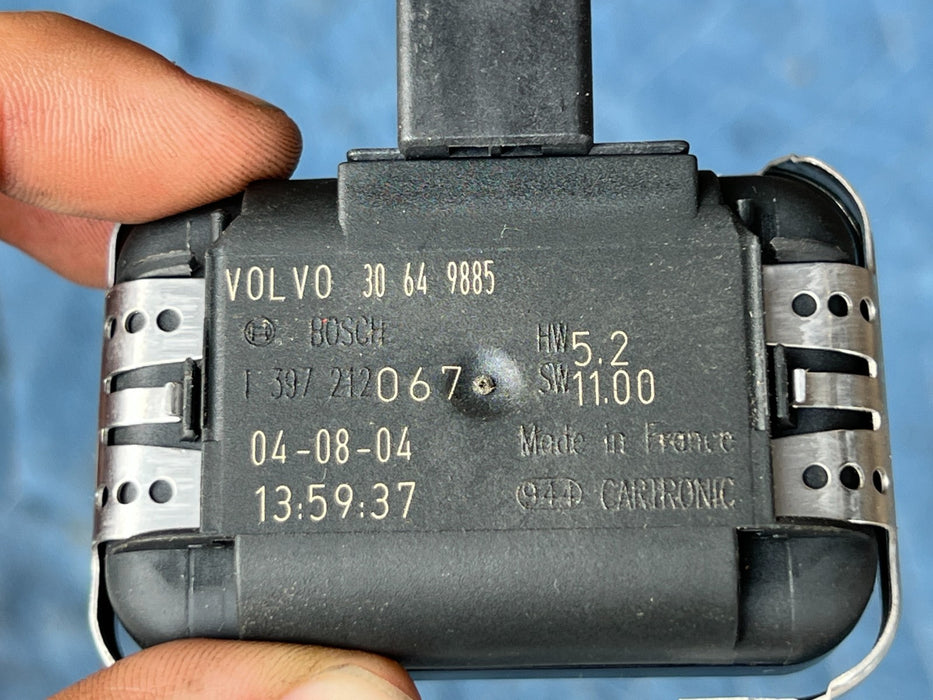 VOLVO 30 64 9885
BOSCH
1 397 212 067
HW 5.2
SW 11.00
04-08-04
13:59:37
Made in France
944 CARTRONIC